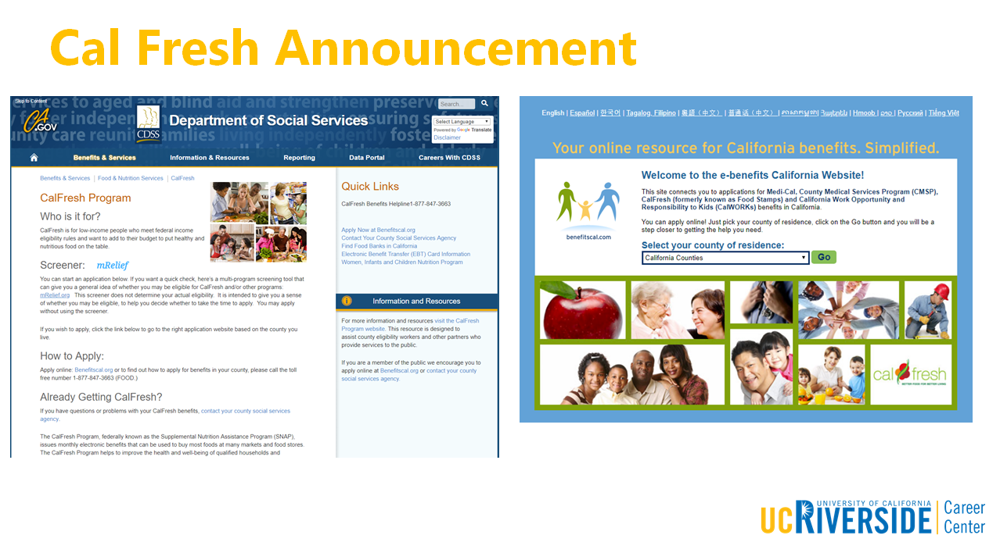 Cal Fresh Announcement
Skip to Content
services to aged and blind aid and strengthen preserve
CA.GOV
CDSS
Department of Social Services
Search...
Select Language
Powered by Google Translate
Disclaimer
Benefits & Services
Information & Resources
Reporting
Data Portal
Careers With CDSS
Benefits & Services | Food & Nutrition Services | CalFresh
CalFresh Program
Who is it for?
CalFresh is for low-income people who meet federal income
eligibility rules and want to add to their budget to put healthy and
nutritious food on the table.
Screener: mRelief
You can start an application below. If you want a quick check, here's a multi-program screening tool that
can give you a general idea of whether you may be eligible for CalFresh and/or other programs:
mRelief.org This screener does not determine your actual eligibility. It is intended to give you a sense
of whether you may be eligible, to help you decide whether to take the time to apply. You may apply
without using the screener.
If you wish to apply, click the link below to go to the right application website based on the county you
live.
How to Apply:
Apply online: Benefitscal.org or to find out how to apply for benefits in your county, please call the toll
free number 1-877-847-3663 (FOOD.)
Already Getting CalFresh?
If you have questions or problems with your CalFresh benefits, contact your county social services
agency.
The CalFresh Program, federally known as the Supplemental Nutrition Assistance Program (SNAP),
issues monthly electronic benefits that can be used to buy most foods at many markets and food stores.
The CalFresh Program helps to improve the health and well-being of qualified households and
Quick Links
CalFresh Benefits Helpline1-877-847-3663
Apply Now at Benefitscal.org
Contact Your County Social Services Agency
Find Food Banks in California
Electronic Benefit Transfer (EBT) Card Information
Women, Infants and Children Nutrition Program
Information and Resources
For more information and resources visit the CalFresh
Program website. This resource is designed to
assist county eligibility workers and other partners who
provide services to the public.
If you are a member of the public we encourage you to
apply online at Benefitscal.org or contact your county
social services agency.
English | Español | 한국어 | Tagalog, Filipino | 粵語（中文） | 普通话（中文） | Հայերեն | Hmoob | ລາວ | Русский | Tiếng Việt
Your online resource for California benefits. Simplified.
benefitscal.com
Welcome to the e-benefits California Website!
This site connects you to applications for Medi-Cal, County Medical Services Program (CMSP),
CalFresh (formerly known as Food Stamps) and California Work Opportunity and
Responsibility to Kids (CalWORKs) benefits in California.
You can apply online! Just pick your county of residence, click on the Go button and you will be a
step closer to getting the help you need.
Select your county of residence:
California Counties
Go
cal fresh
BETTER FOOD FOR BETTER LIVING
UNIVERSITY OF CALIFORNIA
UC RIVERSIDE
Career
Center